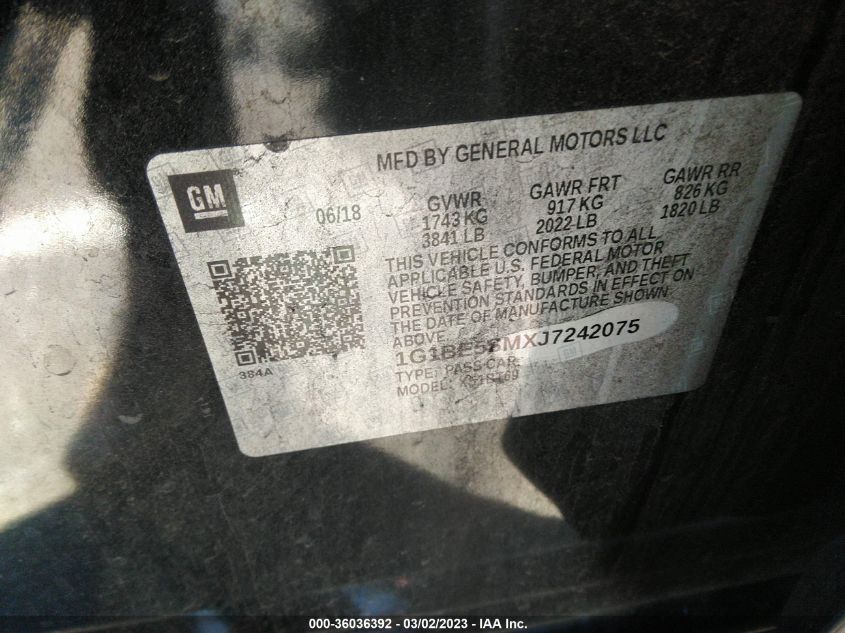 MFD BY GENERAL MOTORS LLC
GM
06/18
GVWR
1743 KG
3841 LB
GAWR FRT
917 KG
2022 LB
GAWR RR
826 KG
1820 LB
THIS VEHICLE CONFORMS TO ALL
APPLICABLE U.S. FEDERAL MOTOR
VEHICLE SAFETY, BUMPER, AND THEFT
PREVENTION STANDARDS IN EFFECT ON
THE DATE OF MANUFACTURE SHOWN
ABOVE
1G1BE5SMXJ7242075
TYPE: PASS CAR
MODEL:
384A
000-36036392 - 03/02/2023 - IAA Inc.